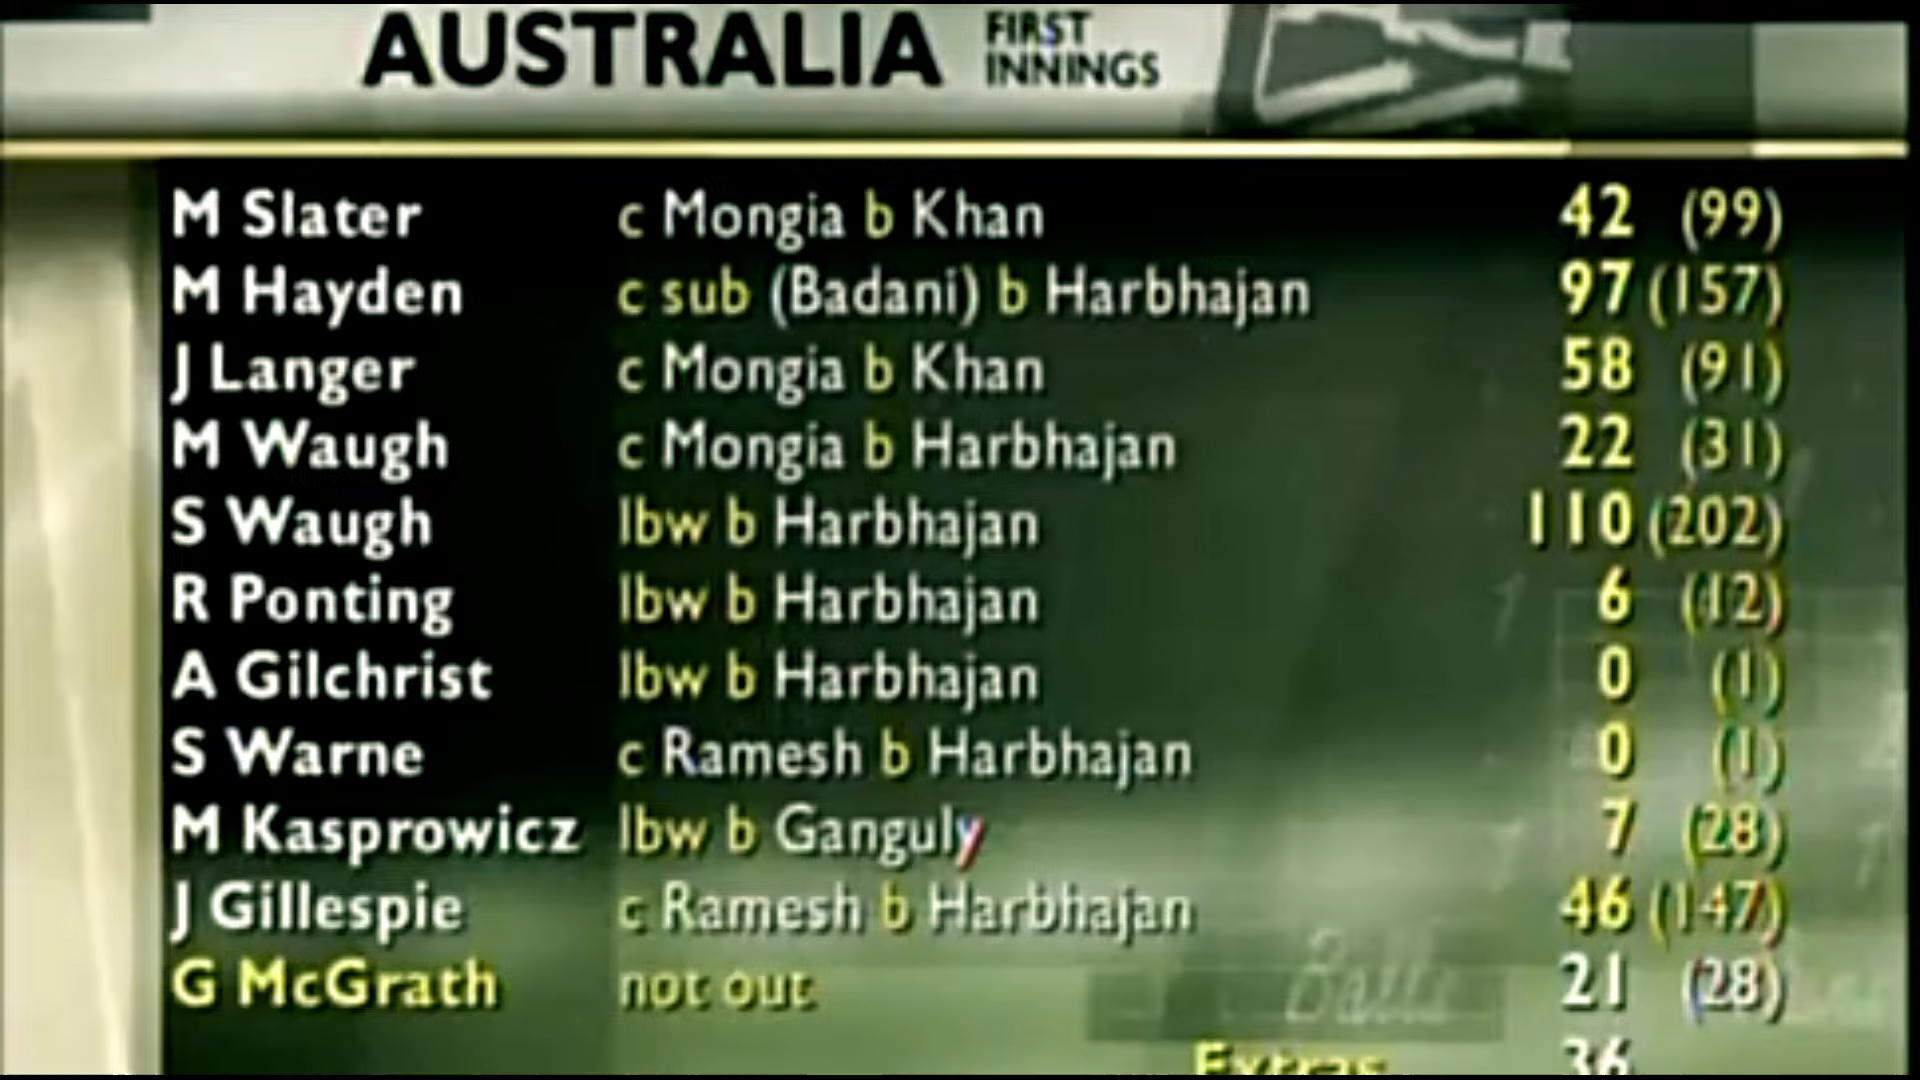 AUSTRALIA FIRST INNINGS
M Slater c Mongia b Khan 42 (99)
M Hayden c sub (Badani) b Harbhajan 97 (157)
J Langer c Mongia b Khan 58 (91)
M Waugh c Mongia b Harbhajan 22 (31)
S Waugh lbw b Harbhajan 110 (202)
R Ponting lbw b Harbhajan 6 (12)
A Gilchrist lbw b Harbhajan 0 (1)
S Warne c Ramesh b Harbhajan 0 (1)
M Kasprowicz lbw b Ganguly 7 (28)
J Gillespie c Ramesh b Harbhajan 46 (147)
G McGrath not out 21 (28)
Balls
Extras 36